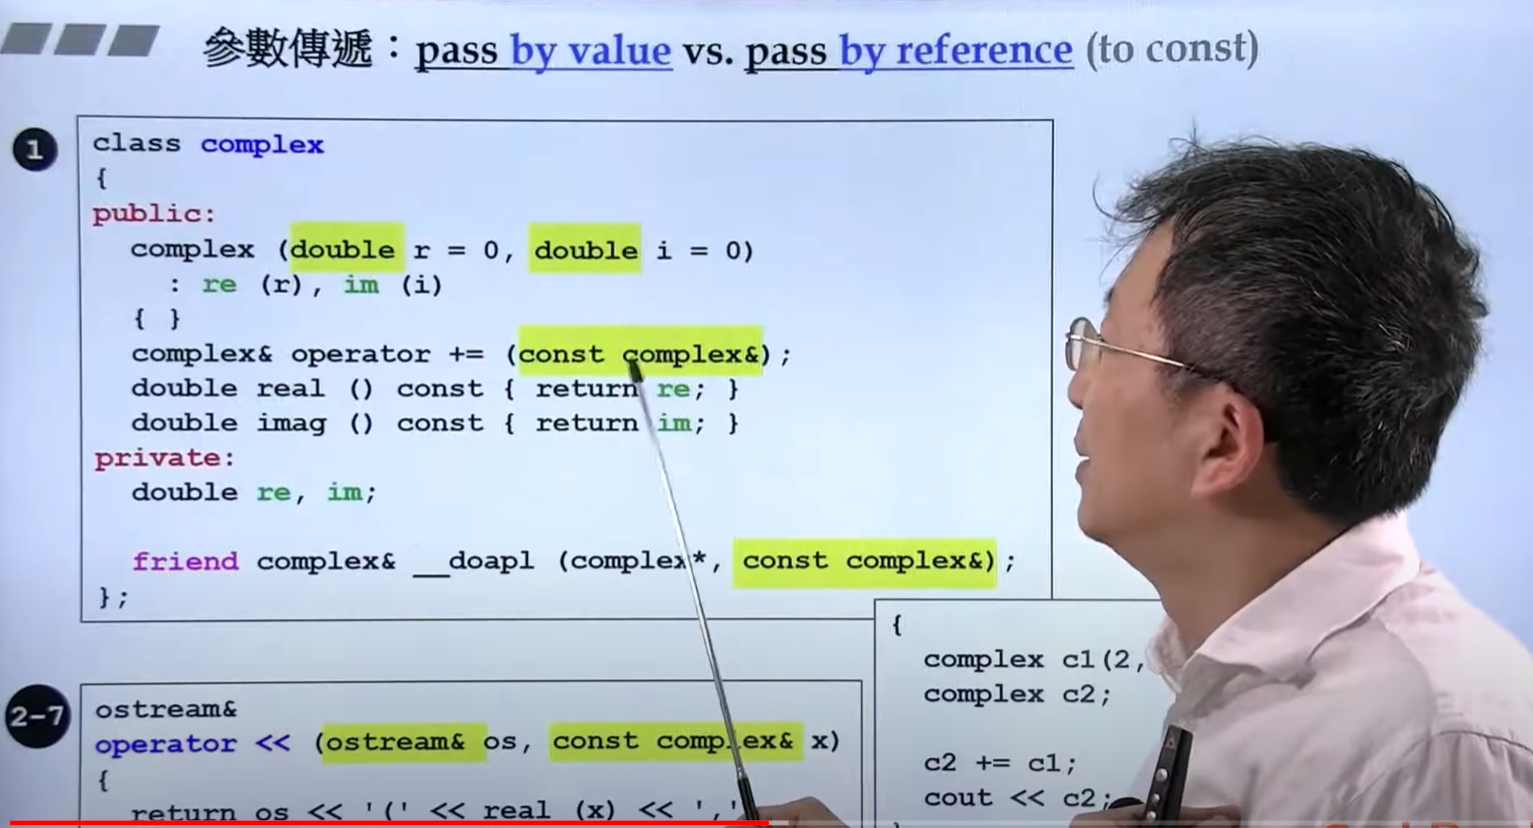 參數傳遞：pass by value vs. pass by reference (to const)
1
class complex
{
public:
complex (double r = 0, double i = 0)
: re (r), im (i)
{ }
complex& operator += (const complex&);
double real () const { return re; }
double imag () const { return im; }
private:
double re, im;
friend complex& __doapl (complex*, const complex&);
};
2-7
ostream&
operator << (ostream& os, const complex& x)
{
return os << '(' << real (x) << ','
{
complex c1(2,
complex c2;
c2 += c1;
cout << c2;